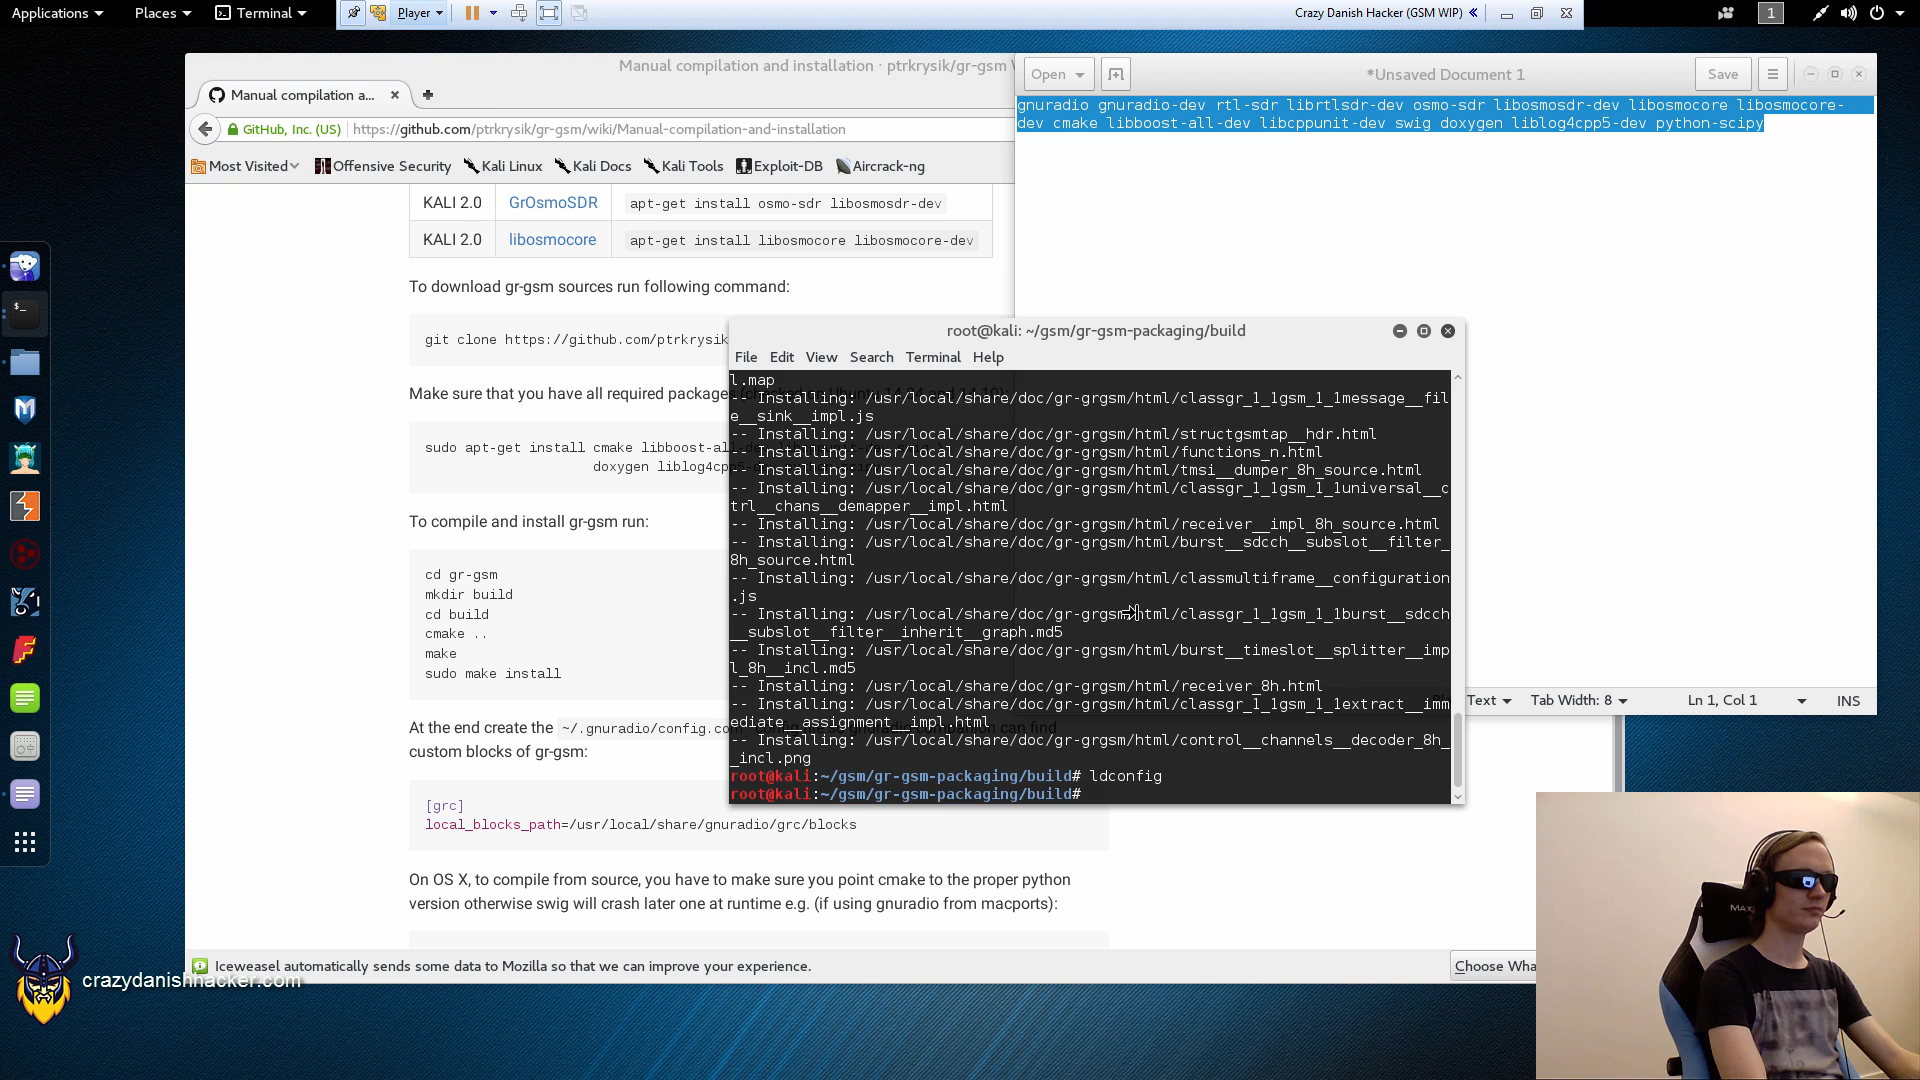 Applications
Places
Terminal
Player
Crazy Danish Hacker (GSM WIP)
1
Manual compilation and installation · ptrkrysik/gr-gsm
Manual compilation a...
GitHub, Inc. (US)
https://github.com/ptrkrysik/gr-gsm/wiki/Manual-compilation-and-installation
Most Visited
Offensive Security
Kali Linux
Kali Docs
Kali Tools
Exploit-DB
Aircrack-ng
KALI 2.0 GrOsmoSDR apt-get install osmo-sdr libosmosdr-dev
KALI 2.0 libosmocore apt-get install libosmocore libosmocore-dev
To download gr-gsm sources run following command:
git clone https://github.com/ptrkrysik
Make sure that you have all required packages
sudo apt-get install cmake libboost-all-
doxygen liblog4cpp5-
To compile and install gr-gsm run:
cd gr-gsm
mkdir build
cd build
cmake ..
make
sudo make install
At the end create the ~/.gnuradio/config.con can find
custom blocks of gr-gsm:
[grc]
local_blocks_path=/usr/local/share/gnuradio/grc/blocks
On OS X, to compile from source, you have to make sure you point cmake to the proper python
version otherwise swig will crash later one at runtime e.g. (if using gnuradio from macports):
Iceweasel automatically sends some data to Mozilla so that we can improve your experience.
Choose Wha
Open
*Unsaved Document 1
Save
gnuradio gnuradio-dev rtl-sdr librtlsdr-dev osmo-sdr libosmosdr-dev libosmocore libosmocore-
dev cmake libboost-all-dev libcppunit-dev swig doxygen liblog4cpp5-dev python-scipy
Text
Tab Width: 8
Ln 1, Col 1
INS
root@kali: ~/gsm/gr-gsm-packaging/build
File Edit View Search Terminal Help
l.map
-- Installing: /usr/local/share/doc/gr-grgsm/html/classgr_1_1gsm_1_1message__fil
e__sink__impl.js
-- Installing: /usr/local/share/doc/gr-grgsm/html/structgsmtap__hdr.html
-- Installing: /usr/local/share/doc/gr-grgsm/html/functions_n.html
-- Installing: /usr/local/share/doc/gr-grgsm/html/tmsi__dumper_8h_source.html
-- Installing: /usr/local/share/doc/gr-grgsm/html/classgr_1_1gsm_1_1universal__c
trl__chans__demapper__impl.html
-- Installing: /usr/local/share/doc/gr-grgsm/html/receiver__impl_8h_source.html
-- Installing: /usr/local/share/doc/gr-grgsm/html/burst__sdcch__subslot__filter_
8h_source.html
-- Installing: /usr/local/share/doc/gr-grgsm/html/classmultiframe__configuration
.js
-- Installing: /usr/local/share/doc/gr-grgsm/html/classgr_1_1gsm_1_1burst__sdcch
__subslot__filter__inherit__graph.md5
-- Installing: /usr/local/share/doc/gr-grgsm/html/burst__timeslot__splitter__imp
l_8h__incl.md5
-- Installing: /usr/local/share/doc/gr-grgsm/html/receiver_8h.html
-- Installing: /usr/local/share/doc/gr-grgsm/html/classgr_1_1gsm_1_1extract__imm
ediate__assignment__impl.html
-- Installing: /usr/local/share/doc/gr-grgsm/html/control__channels__decoder_8h_
_incl.png
root@kali:~/gsm/gr-gsm-packaging/build# ldconfig
root@kali:~/gsm/gr-gsm-packaging/build#
crazydanishhacker.com
MAX